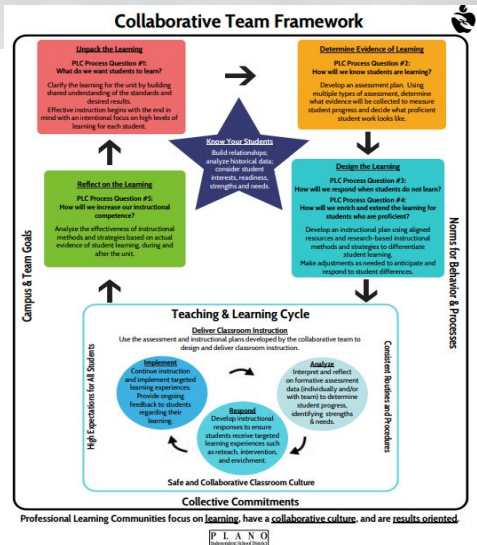 Collaborative Team Framework
Unpack the Learning
PLC Process Question #1:
What do we want students to learn?
Clarify the learning for the unit by building
shared understanding of the standards and
desired results.
Effective instruction begins with the end in
mind with an intentional focus on high levels of
learning for each student.
Determine Evidence of Learning
PLC Process Question #2:
How will we know students are learning?
Develop an assessment plan. Using
multiple types of assessment, determine
what evidence will be collected to measure
student progress and decide what proficient
student work looks like.
Know Your Students
Build relationships;
analyze historical data;
consider student
interests, readiness,
strengths and needs.
Design the Learning
PLC Process Question #3:
How will we respond when students do not learn?
PLC Process Question #4:
How will we enrich and extend the learning for
students who are proficient?
Develop an instructional plan using aligned
resources and research-based instructional
methods and strategies to differentiate
student learning.
Make adjustments as needed to anticipate and
respond to student differences.
Reflect on the Learning
PLC Process Question #5:
How will we increase our instructional
competence?
Analyze the effectiveness of instructional
methods and strategies based on actual
evidence of student learning, during and
after the unit.
Campus & Team Goals
Norms for Behavior & Processes
Teaching & Learning Cycle
Deliver Classroom Instruction
Use the assessment and instructional plans developed by the collaborative team to
design and deliver classroom instruction.
High Expectations for All Students
Consistent Routines and Procedures
Implement
Continue instruction
and implement targeted
learning experiences.
Provide ongoing
feedback to students
regarding their
learning.
Analyze
Interpret and reflect
on formative assessment
data (individually and/or
with team) to determine
student progress,
identifying strengths
& needs.
Respond
Develop instructional
responses to ensure
students receive targeted
learning experiences such
as reteach, intervention,
and enrichment.
Safe and Collaborative Classroom Culture
Collective Commitments
Professional Learning Communities focus on learning, have a collaborative culture, and are results oriented.
PLANO
Independent School District